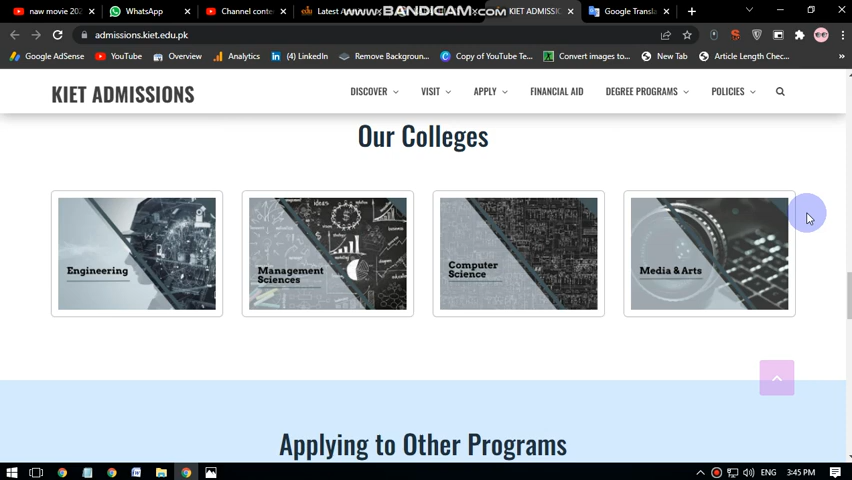 naw movie 202
WhatsApp
Channel conte
Latest A
WWW.BANDICAM.COM
KIET ADMISS
Google Transla
admissions.kiet.edu.pk
Google AdSense
YouTube
Overview
Analytics
(4) LinkedIn
Remove Backgroun...
Copy of YouTube Te...
Convert images to...
New Tab
Article Length Chec...
KIET ADMISSIONS
DISCOVER
VISIT
APPLY
FINANCIAL AID
DEGREE PROGRAMS
POLICIES
Our Colleges
Engineering
Management
Sciences
ideas
Computer
Science
Media & Arts
Applying to Other Programs
ENG
3:45 PM